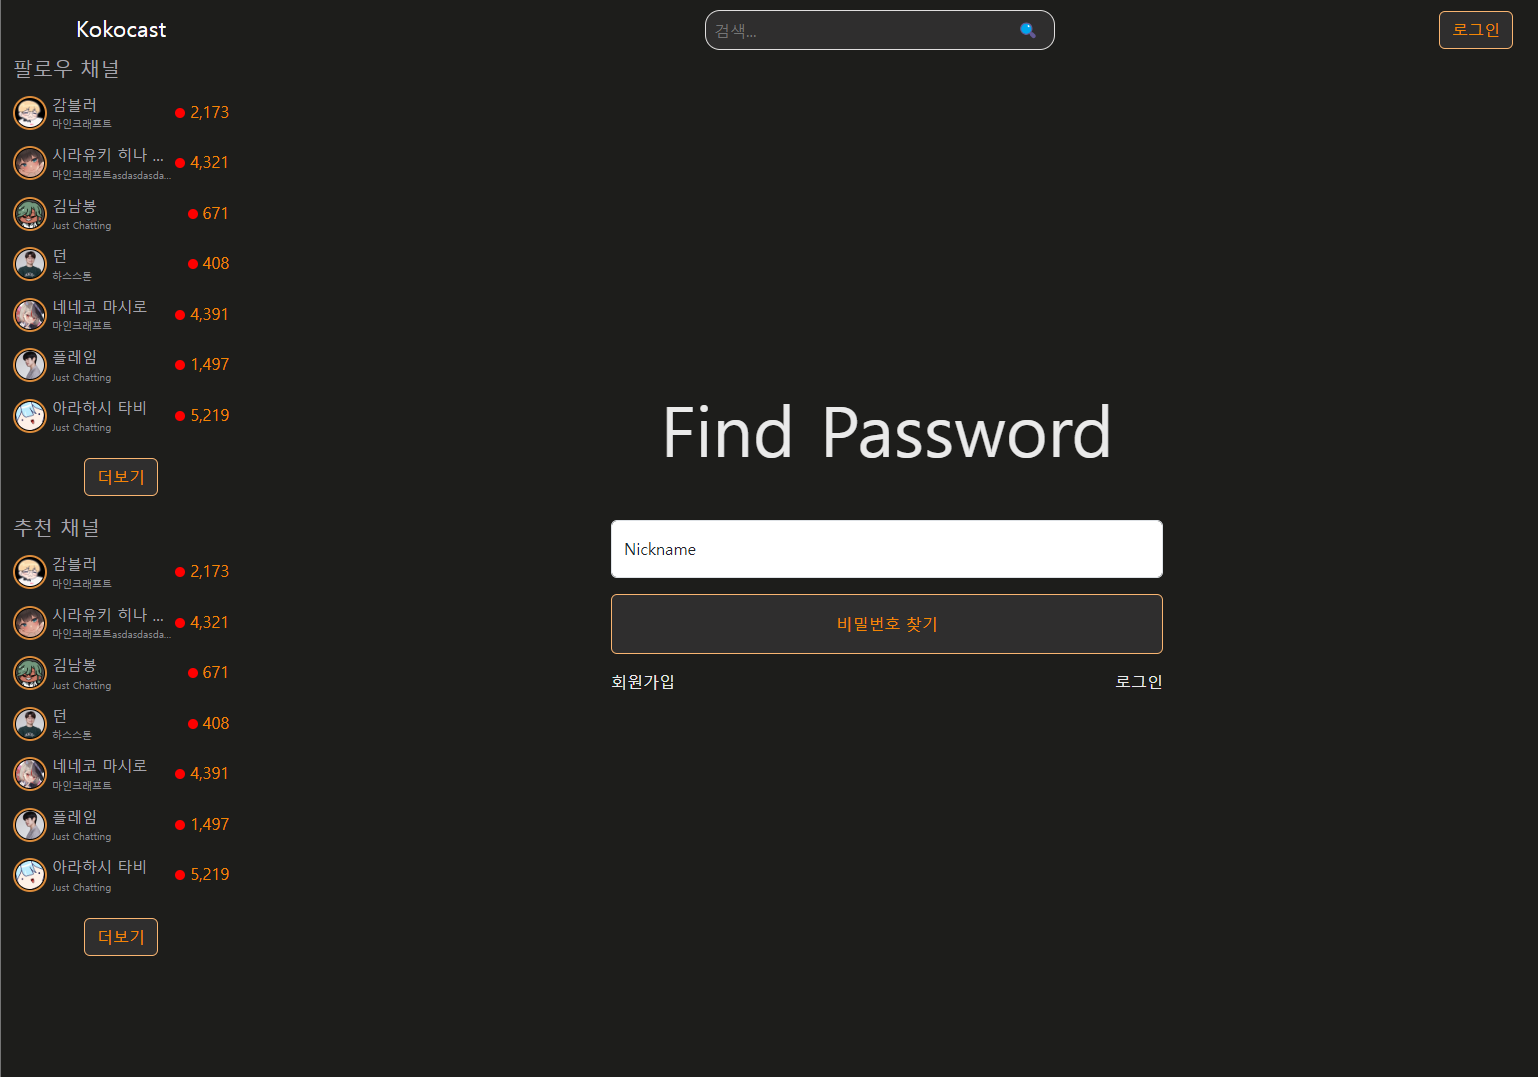 Kokocast
검색...
로그인
팔로우 채널
감블러
마인크래프트
2,173
시라유키 히나 ...
마인크래프트asdasdasda...
4,321
김남봉
Just Chatting
671
던
하스스톤
408
네네코 마시로
마인크래프트
4,391
플레임
Just Chatting
1,497
아라하시 타비
Just Chatting
5,219
더보기
추천 채널
감블러
마인크래프트
2,173
시라유키 히나 ...
마인크래프트asdasdasda...
4,321
김남봉
Just Chatting
671
던
하스스톤
408
네네코 마시로
마인크래프트
4,391
플레임
Just Chatting
1,497
아라하시 타비
Just Chatting
5,219
더보기
Find Password
Nickname
비밀번호 찾기
회원가입
로그인